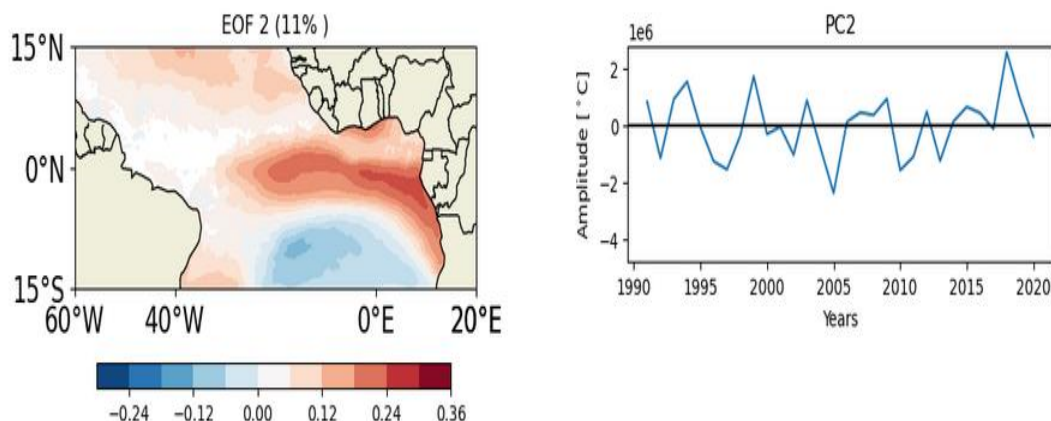 EOF 2 (11% )
15°N
0°N
15°S
60°W 40°W 0°E 20°E
−0.24 −0.12 0.00 0.12 0.24 0.36
PC2
1e6
Amplitude [ °C]
2
0
−2
−4
1990 1995 2000 2005 2010 2015 2020
Years